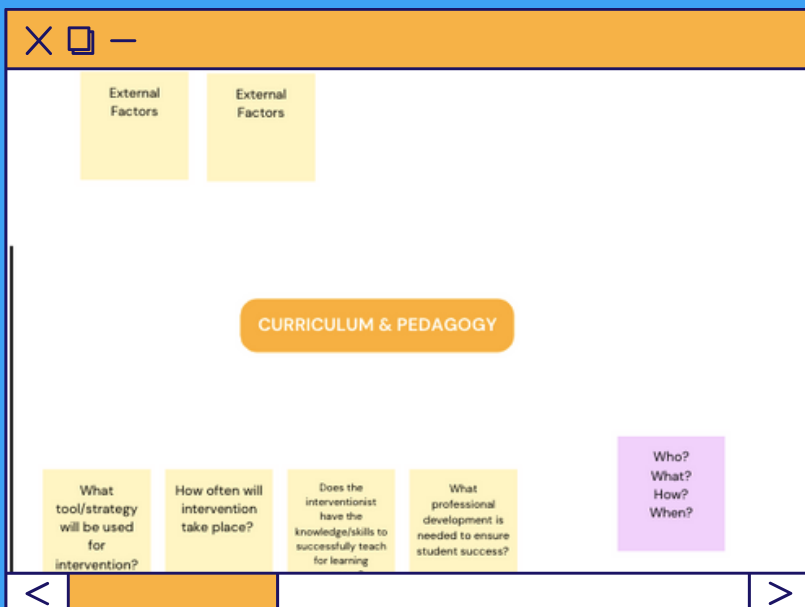 External
Factors
External
Factors
CURRICULUM & PEDAGOGY
Who?
What?
How?
When?
What
tool/strategy
will be used
for
intervention?
How often will
intervention
take place?
Does the
interventionist
have the
knowledge/skills to
successfully teach
for learning
What
professional
development is
needed to ensure
student success?